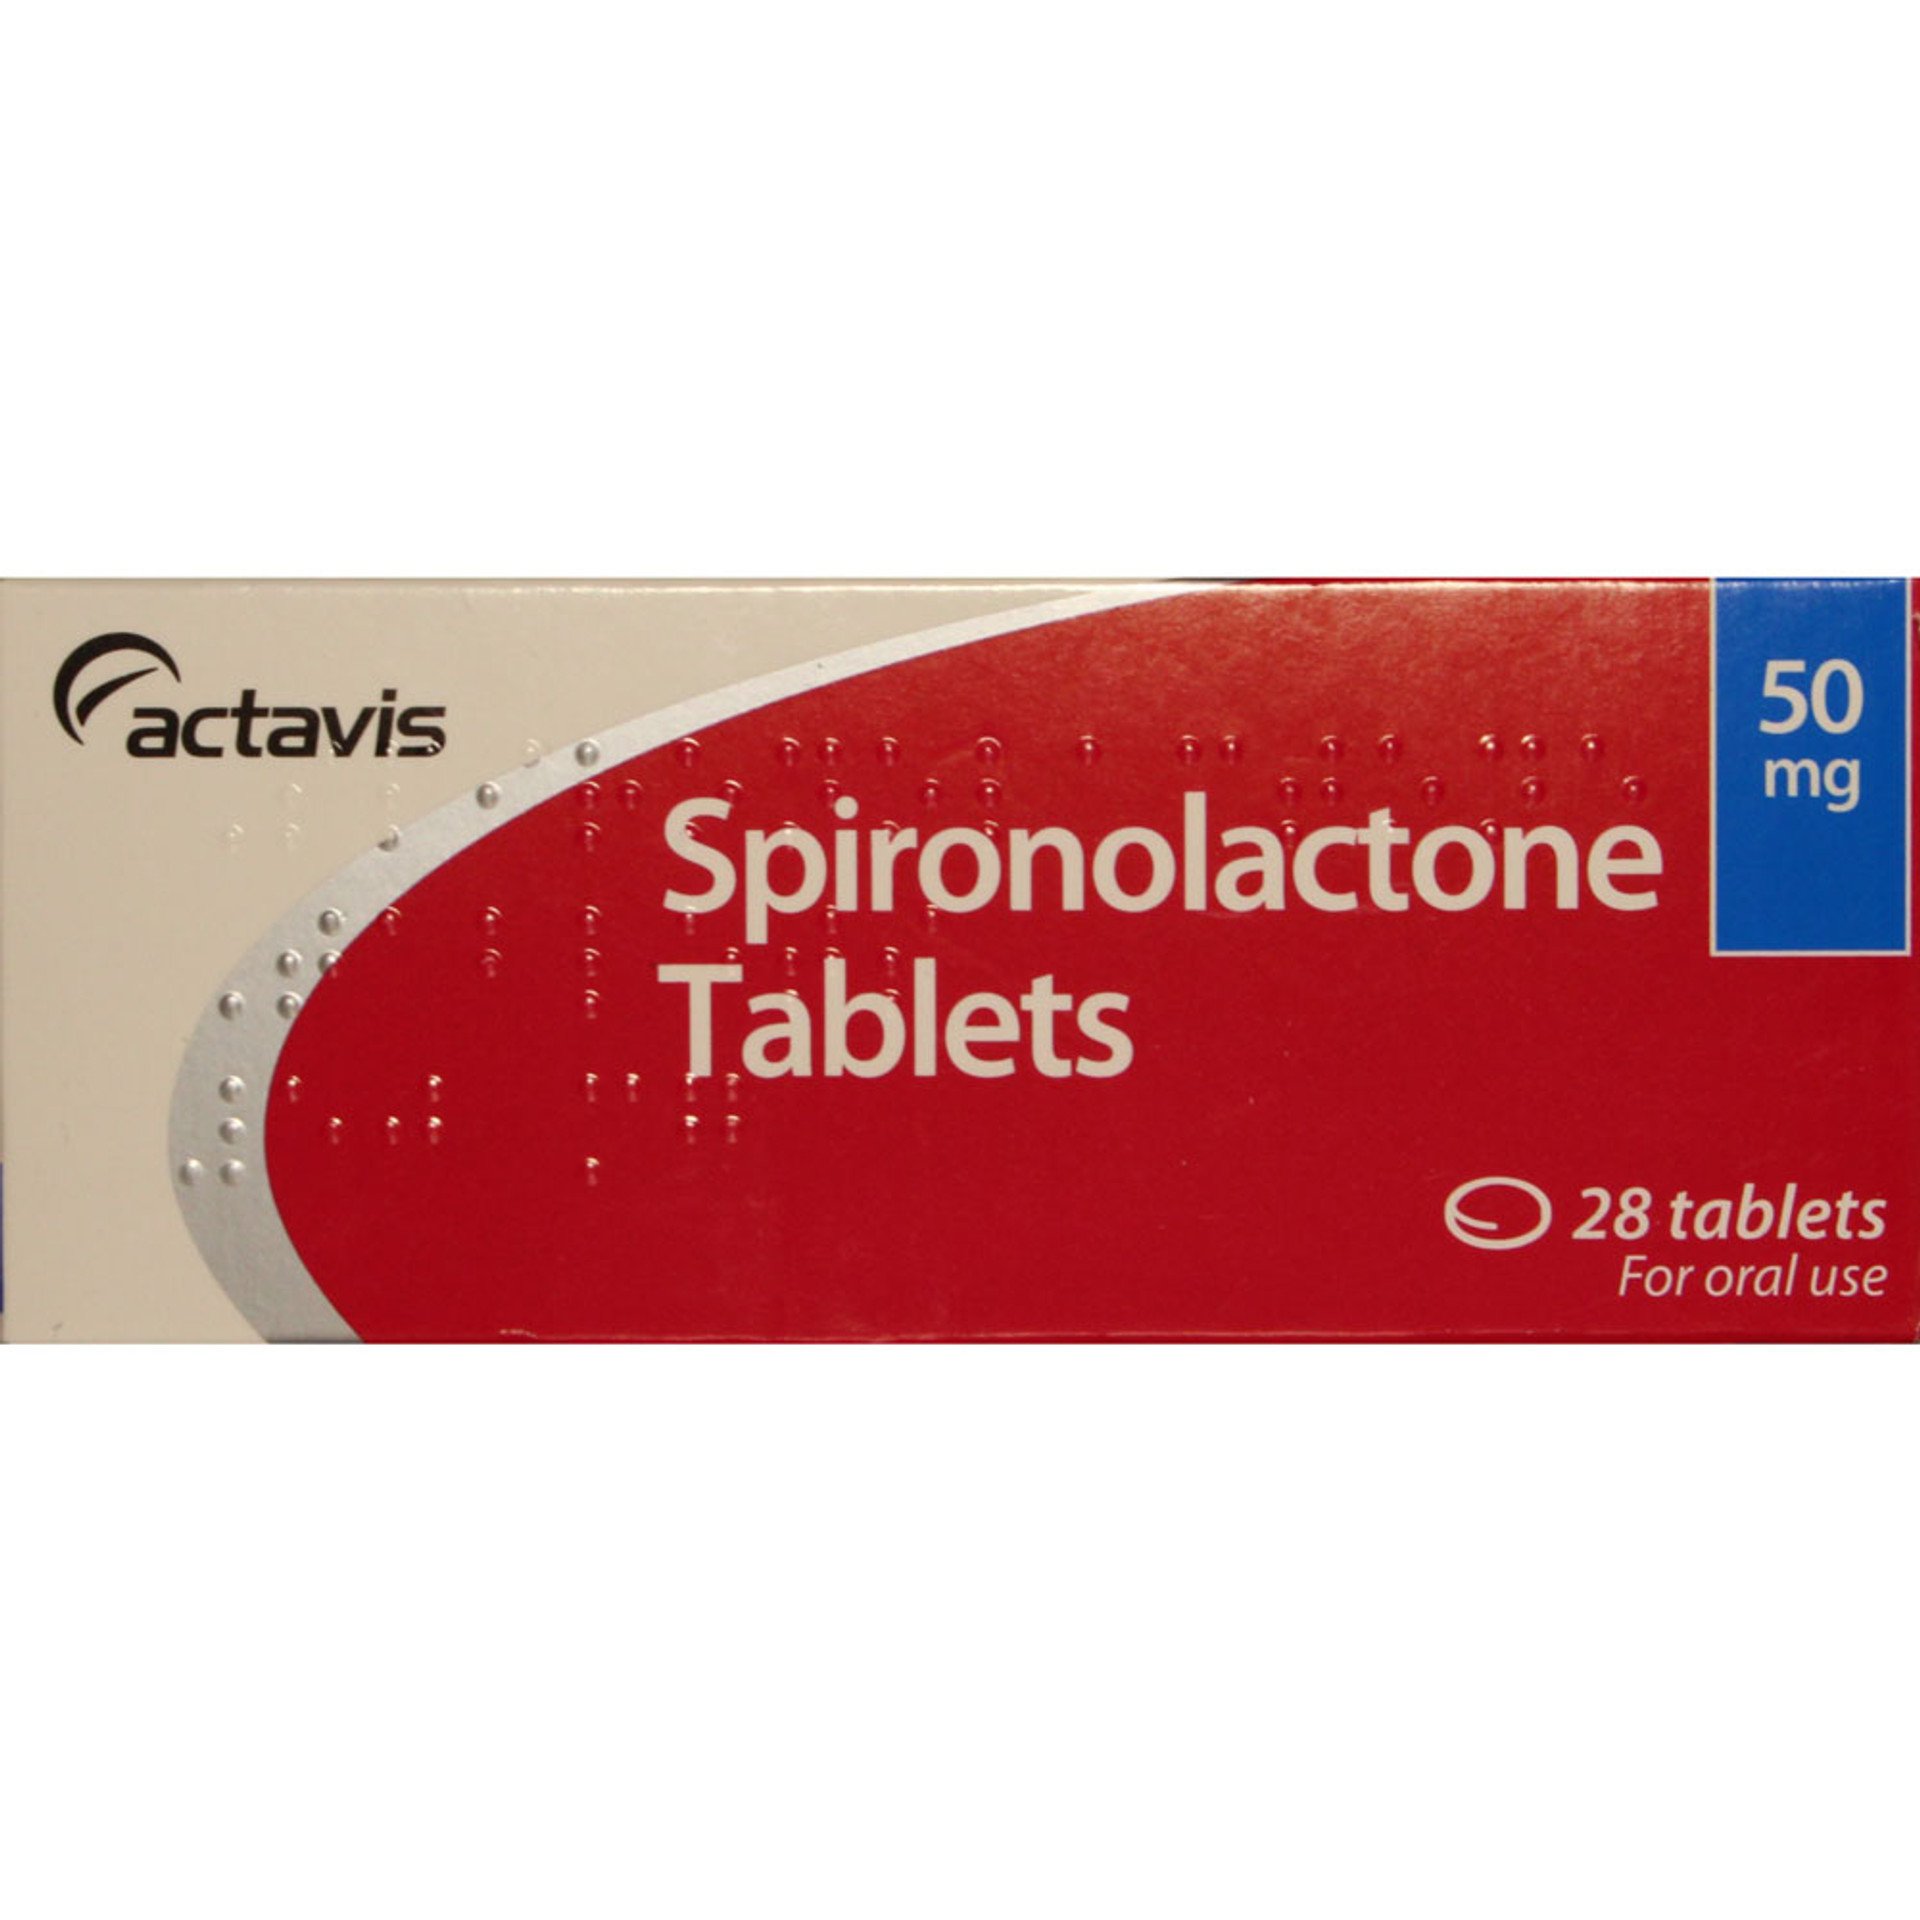 actavis
Spironolactone
Tablets
50
mg
28 tablets
For oral use